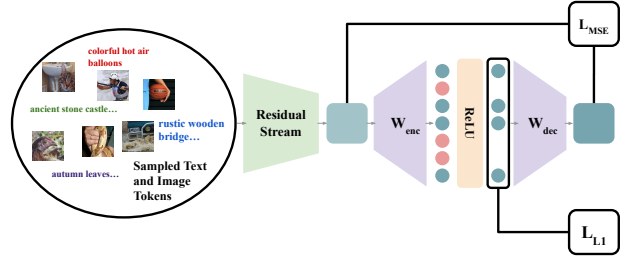 colorful hot air
balloons
ancient stone castle...
rustic wooden
bridge...
autumn leaves...
Sampled Text
and Image
Tokens
Residual
Stream
W_enc
ReLU
W_dec
L_MSE
L_L1